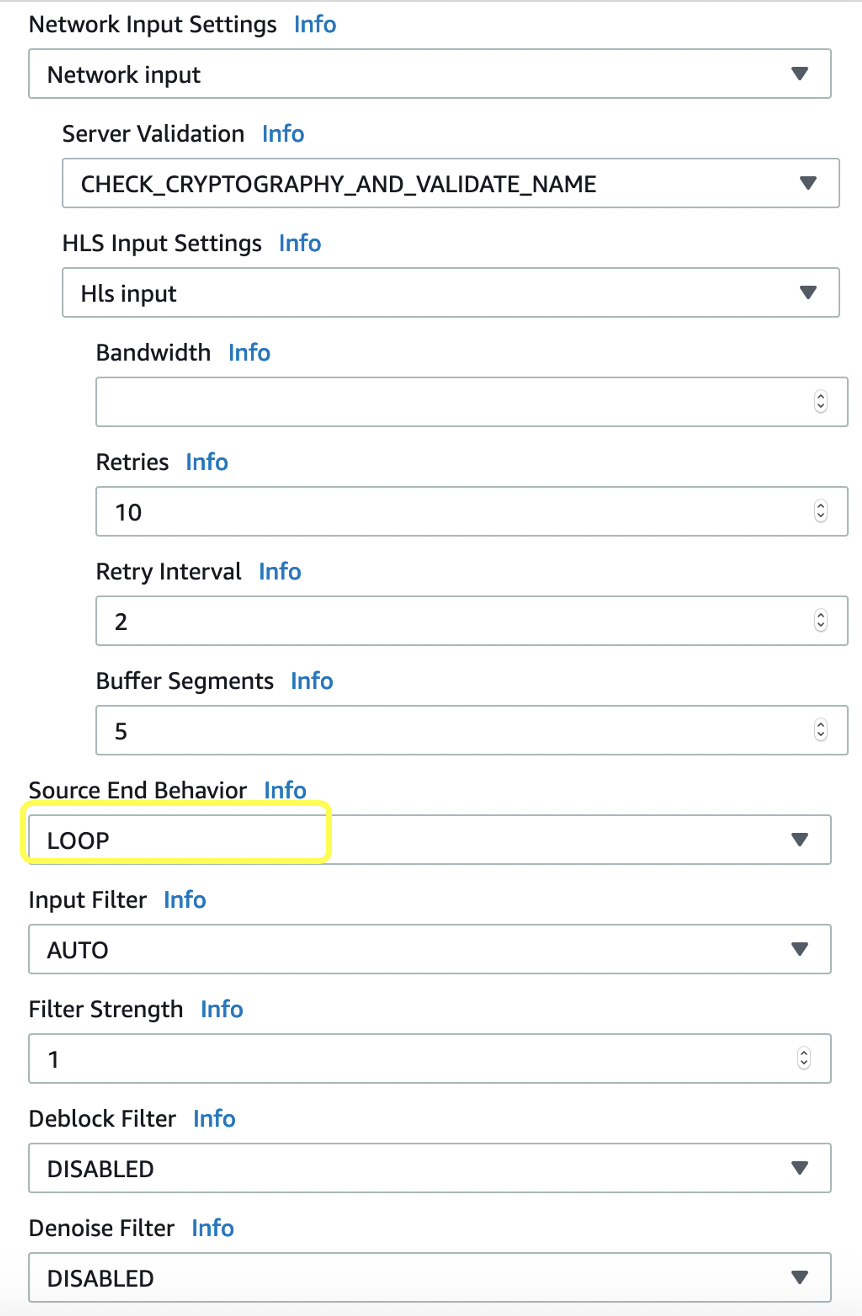 Network Input Settings Info
Network input
Server Validation Info
CHECK_CRYPTOGRAPHY_AND_VALIDATE_NAME
HLS Input Settings Info
Hls input
Bandwidth Info
Retries Info
10
Retry Interval Info
2
Buffer Segments Info
5
Source End Behavior Info
LOOP
Input Filter Info
AUTO
Filter Strength Info
1
Deblock Filter Info
DISABLED
Denoise Filter Info
DISABLED